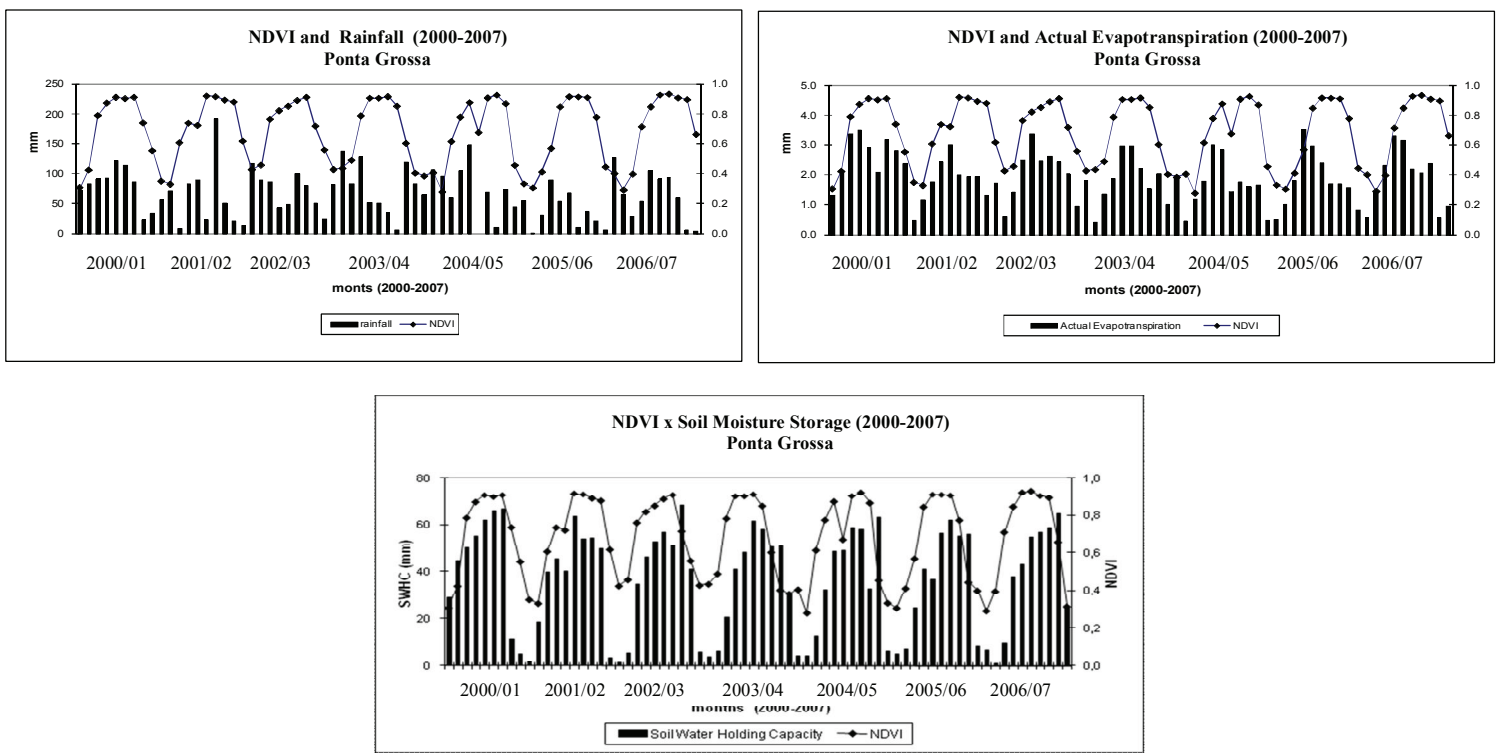 NDVI and Rainfall (2000-2007)
Ponta Grossa
250
200
150
100
50
0
mm
1.0
0.8
0.6
0.4
0.2
0.0
2000/01 2001/02 2002/03 2003/04 2004/05 2005/06 2006/07
monts (2000-2007)
rainfall NDVI
NDVI and Actual Evapotranspiration (2000-2007)
Ponta Grossa
5.0
4.0
3.0
2.0
1.0
0.0
mm
1.0
0.8
0.6
0.4
0.2
0.0
2000/01 2001/02 2002/03 2003/04 2004/05 2005/06 2006/07
monts (2000-2007)
Actual Evapotranspiration NDVI
NDVI x Soil Moisture Storage (2000-2007)
Ponta Grossa
80
60
40
20
0
SWHC (mm)
1,0
0,8
0,6
0,4
0,2
0,0
NDVI
2000/01 2001/02 2002/03 2003/04 2004/05 2005/06 2006/07
months (2000-2007)
Soil Water Holding Capacity NDVI